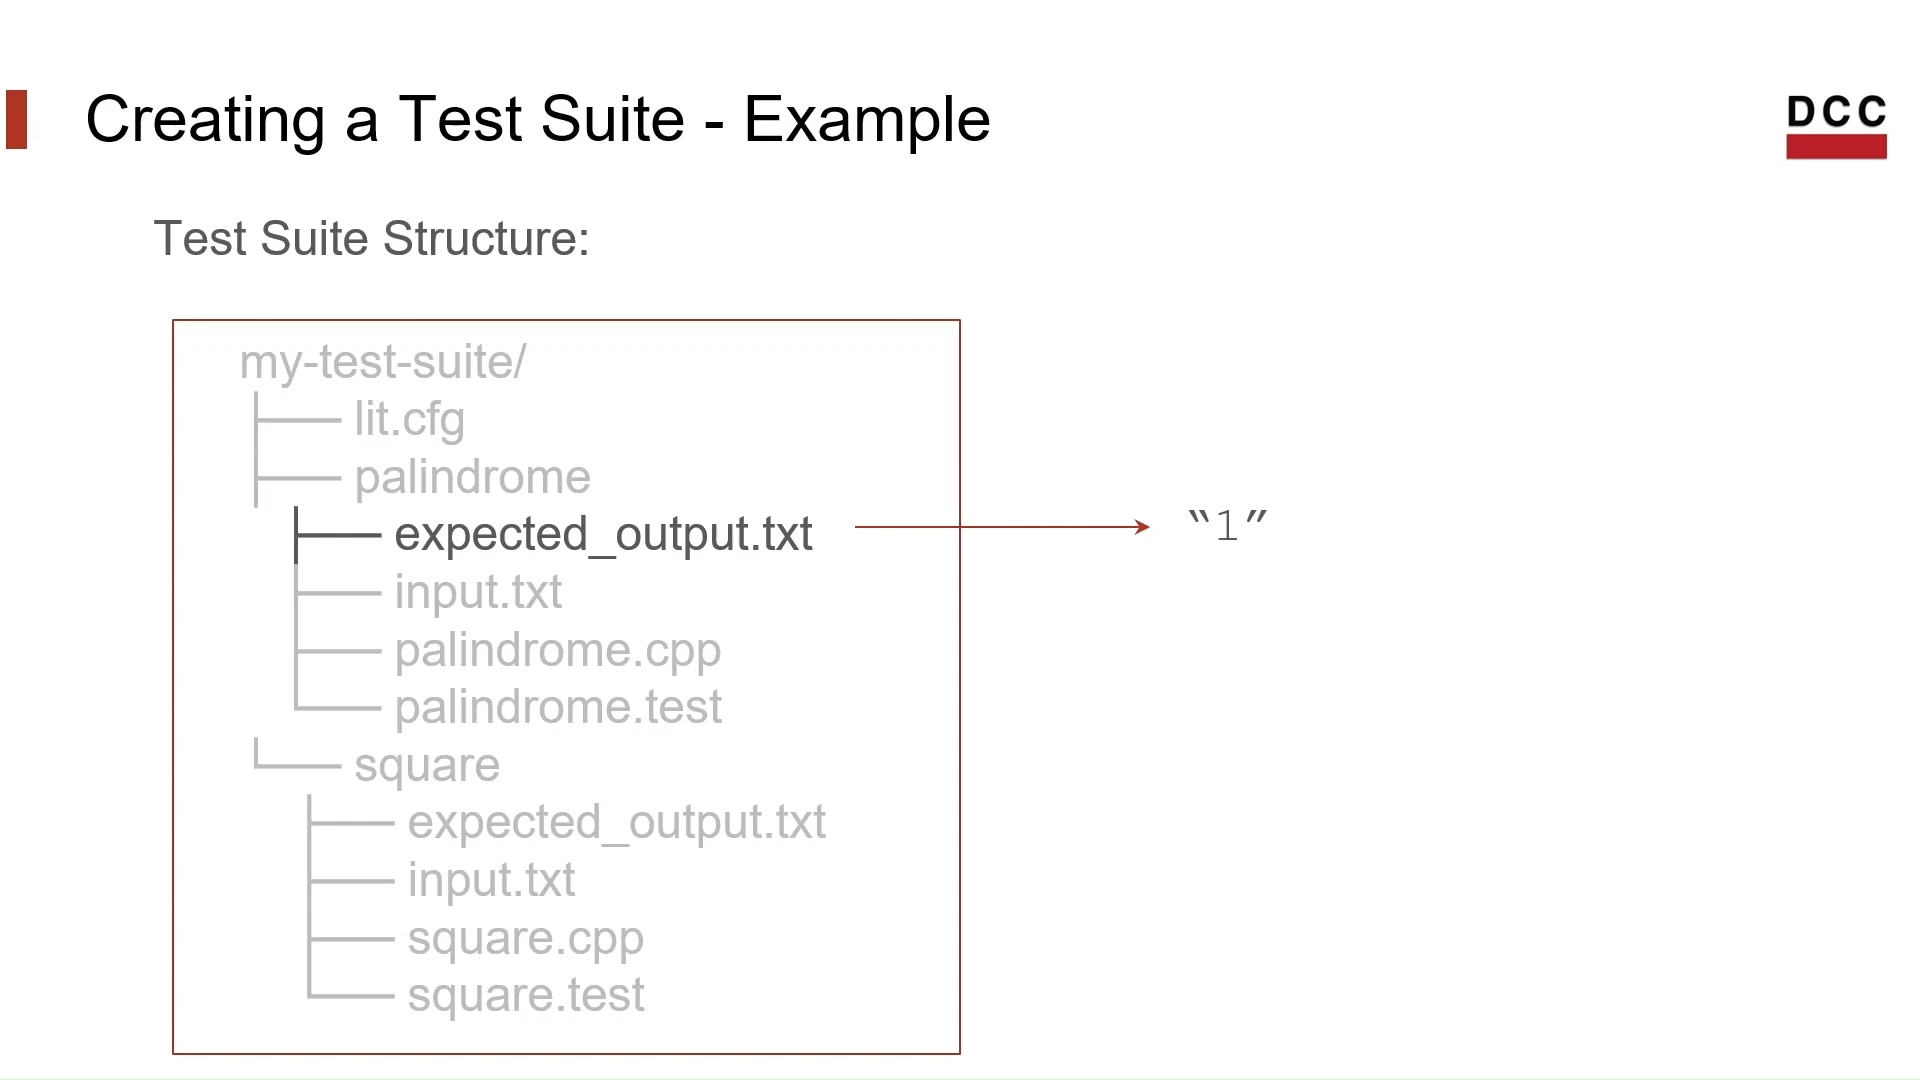 Creating a Test Suite - Example
DCC
Test Suite Structure:
my-test-suite/
lit.cfg
palindrome
expected_output.txt
“1”
input.txt
palindrome.cpp
palindrome.test
square
expected_output.txt
input.txt
square.cpp
square.test